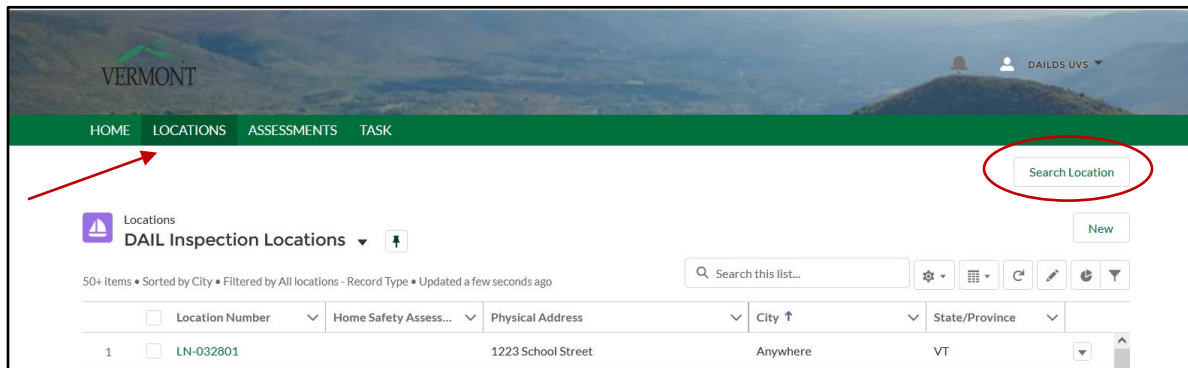 VERMONT
DAILDS UVS
HOME LOCATIONS ASSESSMENTS TASK
Search Location
Locations
DAIL Inspection Locations
New
50+ items • Sorted by City • Filtered by All locations - Record Type • Updated a few seconds ago
Search this list...
Location Number Home Safety Assess... Physical Address City State/Province
1 LN-032801 1223 School Street Anywhere VT